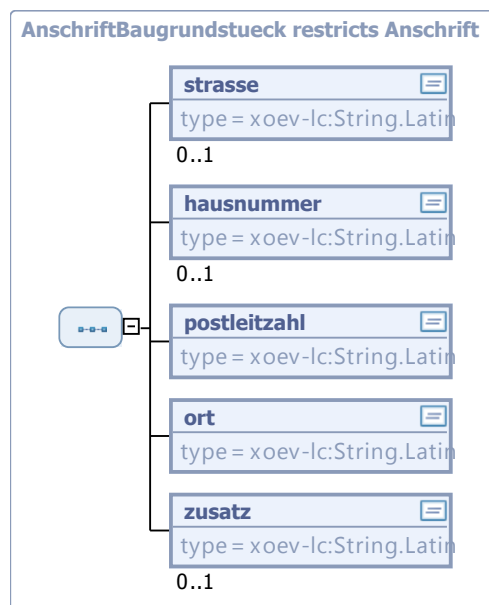 AnschriftBaugrundstueck restricts Anschrift
strasse
type = xoev-lc:String.Latin
0..1
hausnummer
type = xoev-lc:String.Latin
0..1
postleitzahl
type = xoev-lc:String.Latin
ort
type = xoev-lc:String.Latin
zusatz
type = xoev-lc:String.Latin
0..1